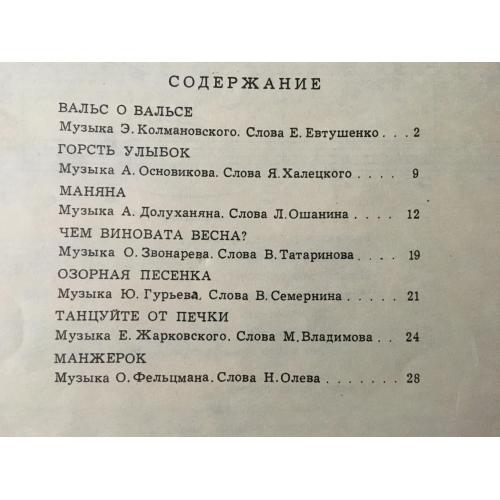 СОДЕРЖАНИЕ
ВАЛЬС О ВАЛЬСЕ
Музыка Э. Колмановского. Слова Е. Евтушенко . . . 2
ГОРСТЬ УЛЫБОК
Музыка А. Основикова. Слова Я. Халецкого . . . . 9
МАНЯНА
Музыка А. Долуханяна. Слова Л. Ошанина . . . . 12
ЧЕМ ВИНОВАТА ВЕСНА?
Музыка О. Звонарева. Слова В. Татаринова . . . . 19
ОЗОРНАЯ ПЕСЕНКА
Музыка Ю. Гурьева. Слова В. Семернина . . . . . 21
ТАНЦУЙТЕ ОТ ПЕЧКИ
Музыка Е. Жарковского. Слова М. Владимова . . 24
МАНЖЕРОК
Музыка О. Фельцмана. Слова Н. Олева . . . . . . . 28